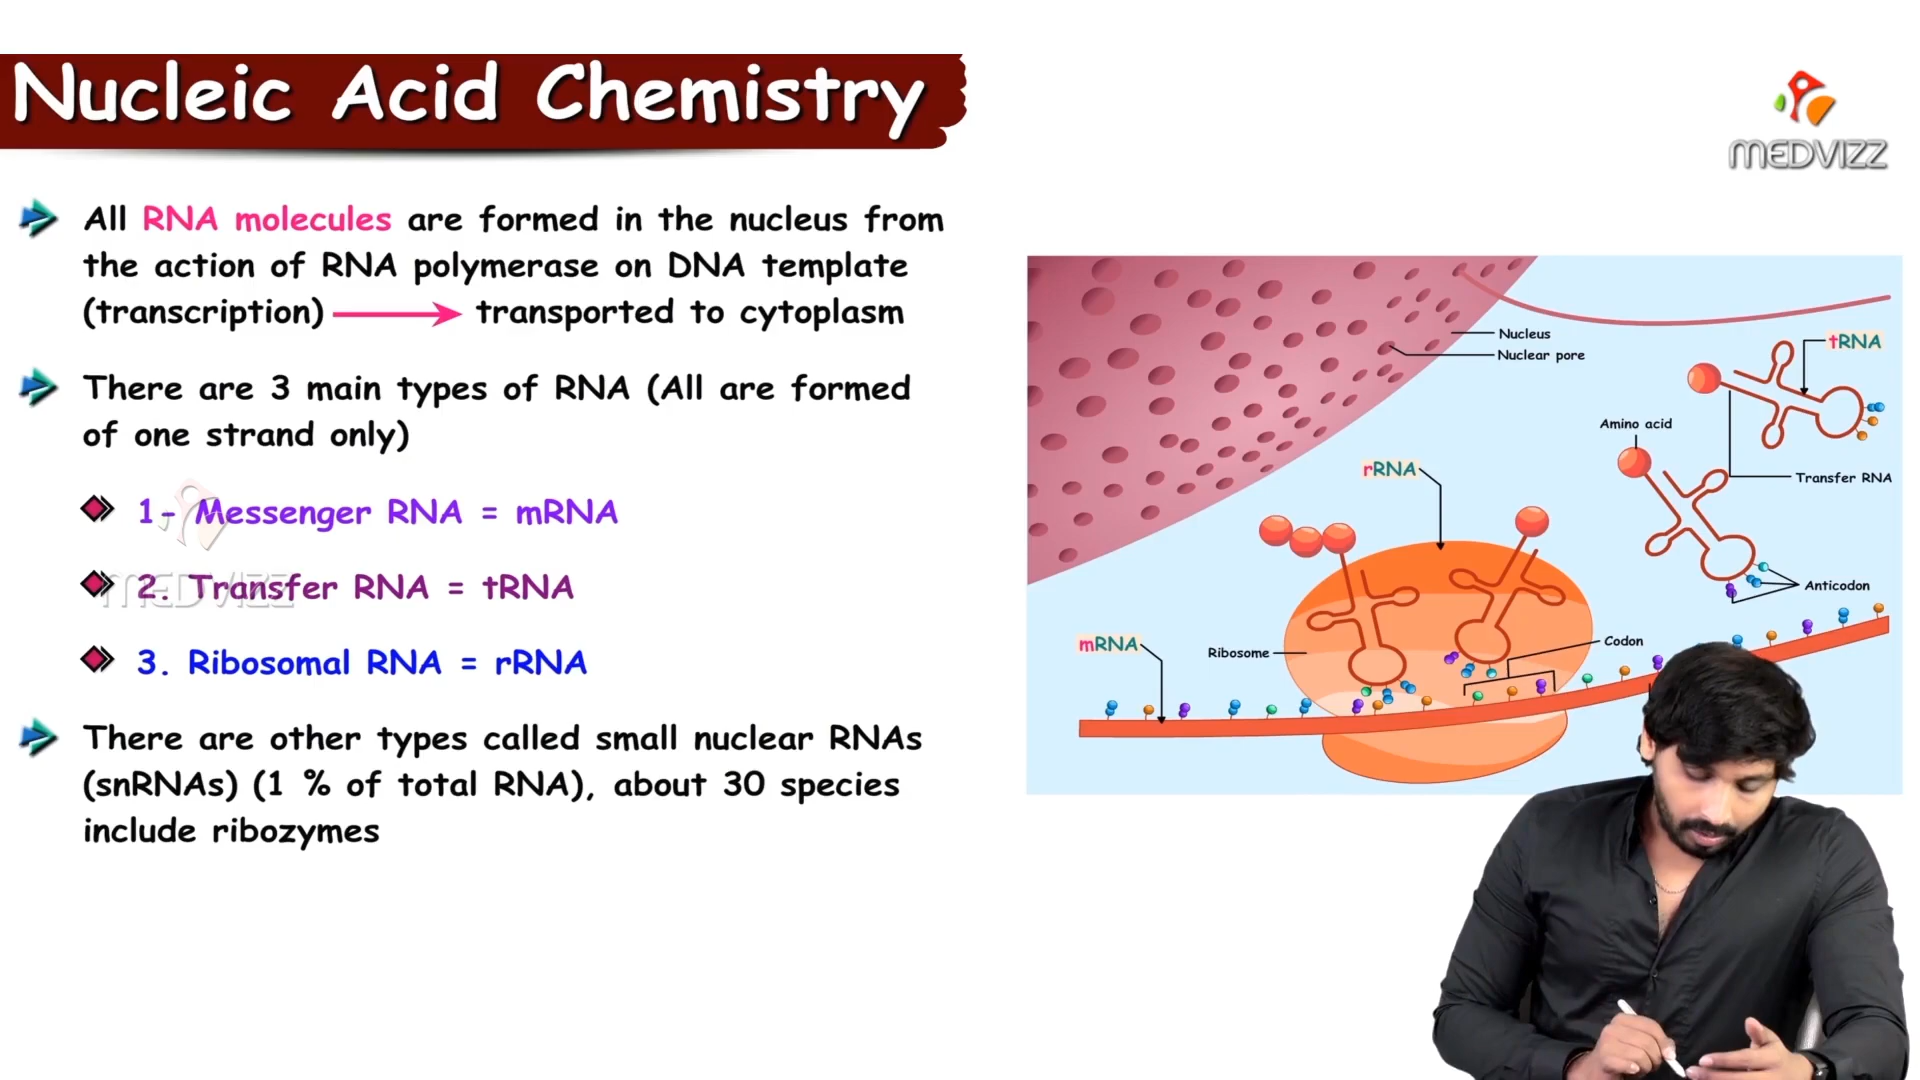 Nucleic Acid Chemistry
MEDVIZZ
All RNA molecules are formed in the nucleus from
the action of RNA polymerase on DNA template
(transcription) transported to cytoplasm
There are 3 main types of RNA (All are formed
of one strand only)
1- Messenger RNA = mRNA
2. Transfer RNA = tRNA
MEDVIZZ
3. Ribosomal RNA = rRNA
There are other types called small nuclear RNAs
(snRNAs) (1 % of total RNA), about 30 species
include ribozymes
Nucleus
Nuclear pore
tRNA
Amino acid
rRNA
Transfer RNA
Anticodon
mRNA
Ribosome
Codon